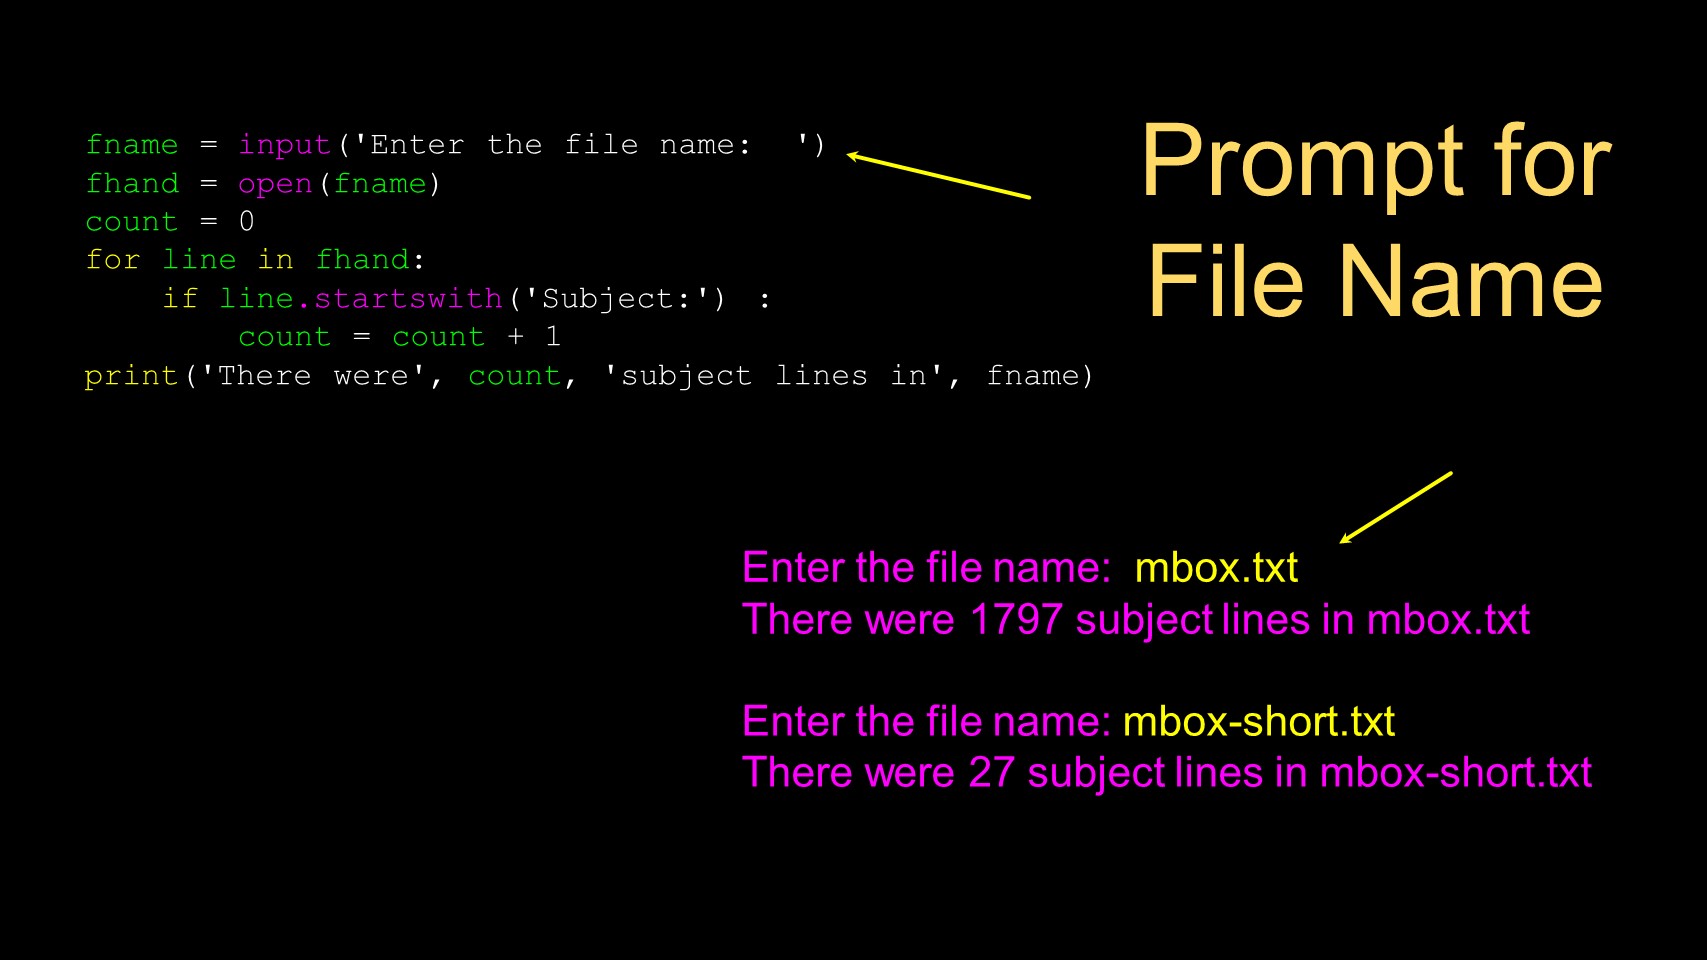 Prompt for
File Name
fname = input('Enter the file name:  ')
fhand = open(fname)
count = 0
for line in fhand:
    if line.startswith('Subject:') :
        count = count + 1
print('There were', count, 'subject lines in', fname)
Enter the file name:  mbox.txt
There were 1797 subject lines in mbox.txt
Enter the file name: mbox-short.txt
There were 27 subject lines in mbox-short.txt